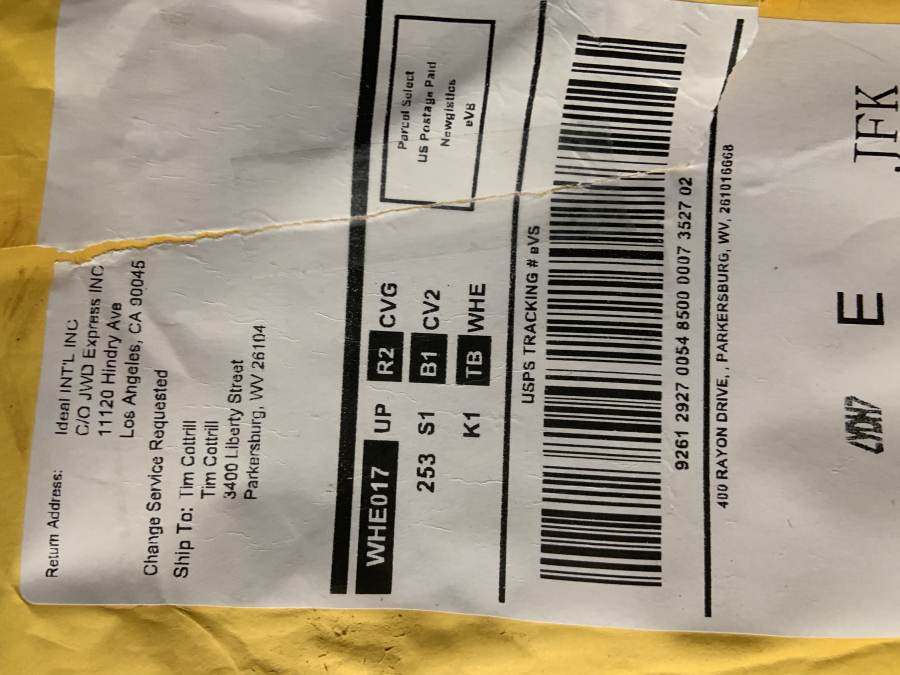 Return Address:
Ideal INT'L INC
C/O JWD Express INC
11120 Hindry Ave
Los Angeles, CA 90045
Change Service Requested
Ship To: Tim Cottrill
Tim Cottrill
3400 Liberty Street
Parkersburg, WV 26104
Parcel Select
US Postage Paid
Newgistics
eVS
WHE017 UP R2 CVG
253 S1 B1 CV2
K1 TB WHE
USPS TRACKING # eVS
9261 2927 0054 8500 0007 3527 02
400 RAYON DRIVE, , PARKERSBURG, WV, 261016668
E
JFK